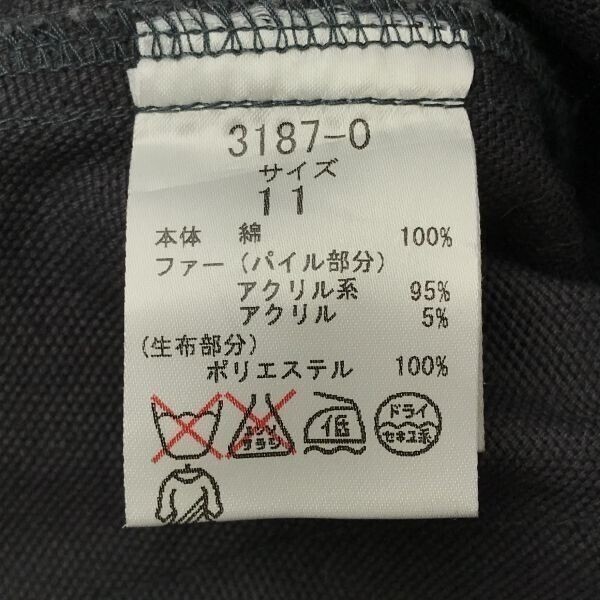 3187-0
サイズ
11
本体 綿 100%
ファー(パイル部分)
アクリル系 95%
アクリル 5%
(生布部分)
ポリエステル 100%
エンソ
サラシ
低
ドライ
セキユ系